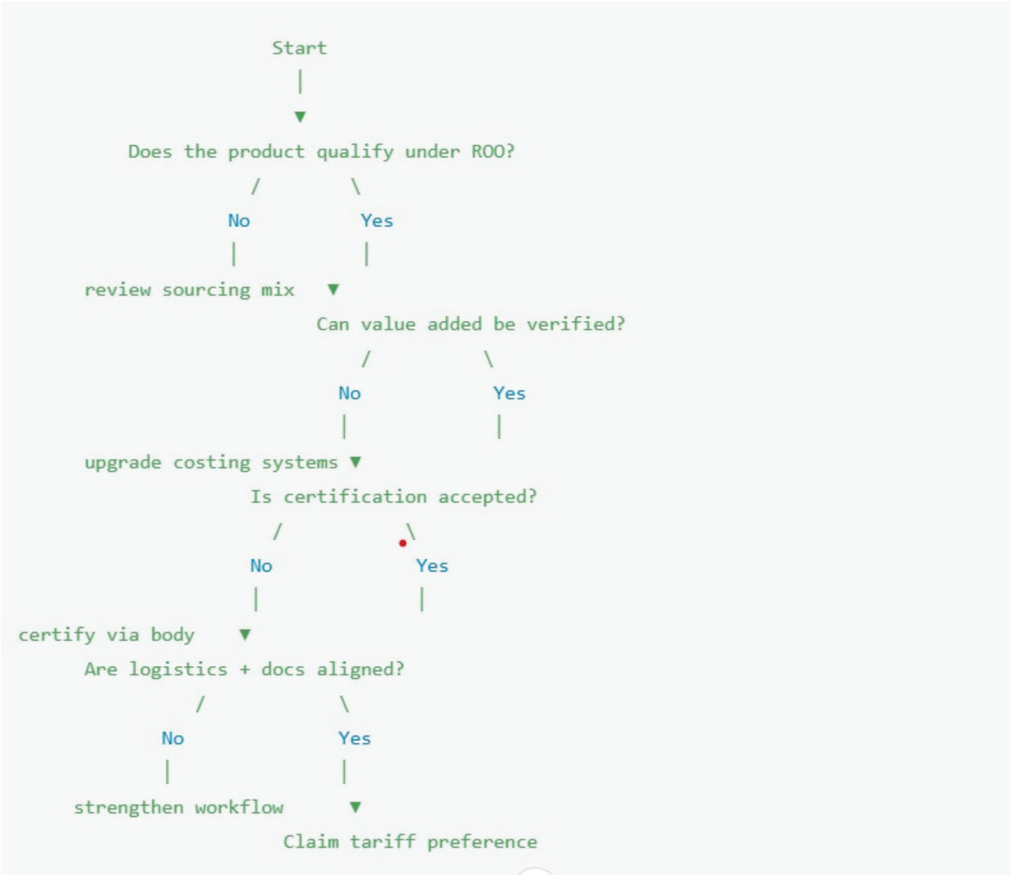 Start
|
▼
Does the product qualify under ROO?
/ \
No Yes
| |
review sourcing mix ▼
Can value added be verified?
/ \
No Yes
| |
upgrade costing systems ▼
Is certification accepted?
/ \
No Yes
| |
certify via body ▼
Are logistics + docs aligned?
/ \
No Yes
| |
strengthen workflow ▼
Claim tariff preference